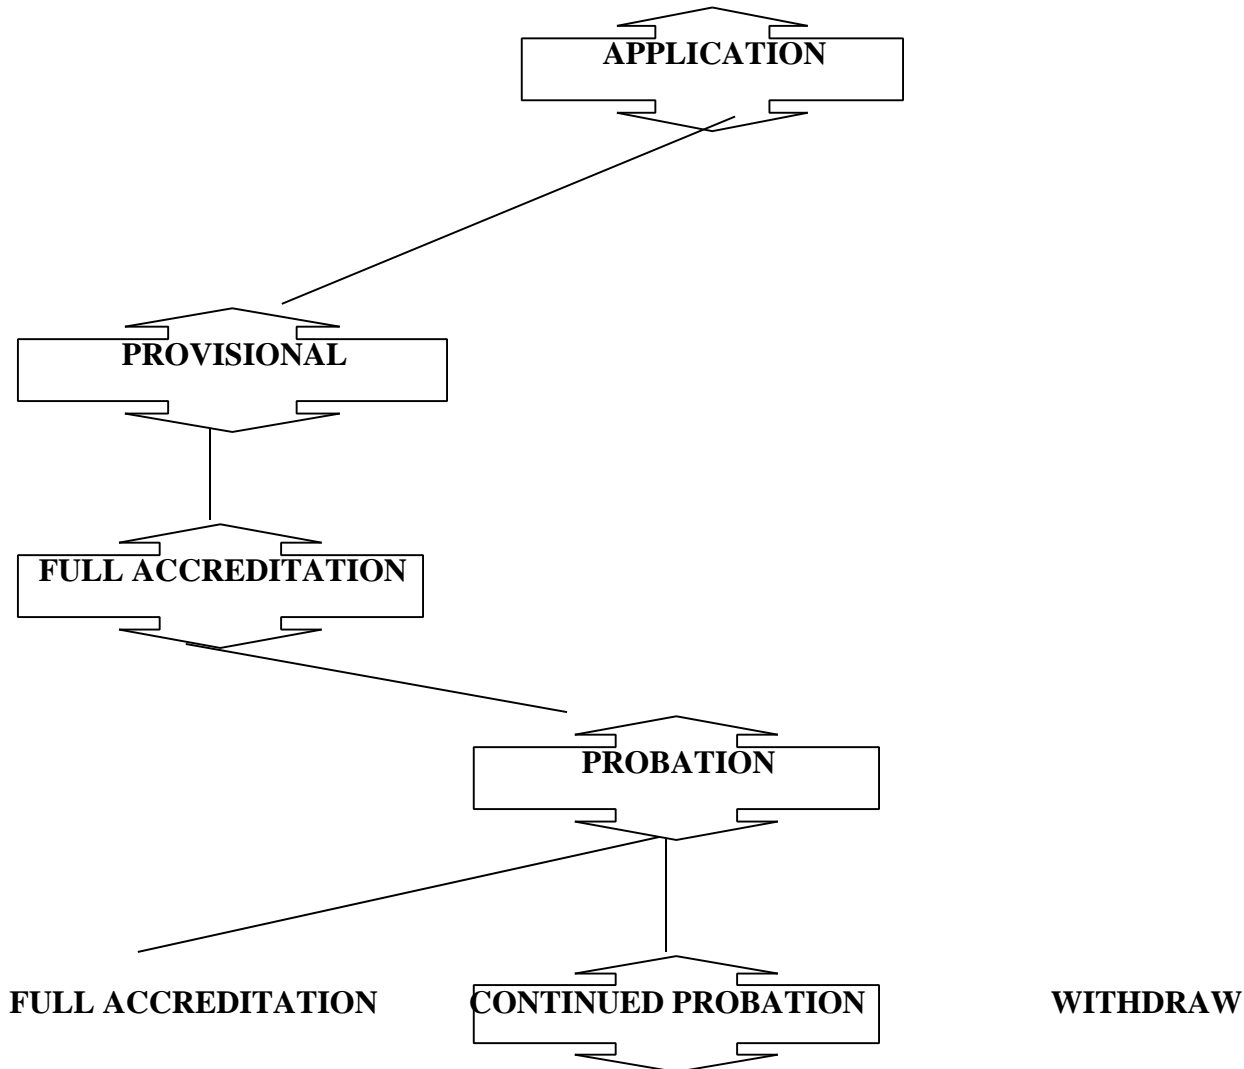 APPLICATION
PROVISIONAL
FULL ACCREDITATION
PROBATION
FULL ACCREDITATION CONTINUED PROBATION WITHDRAW